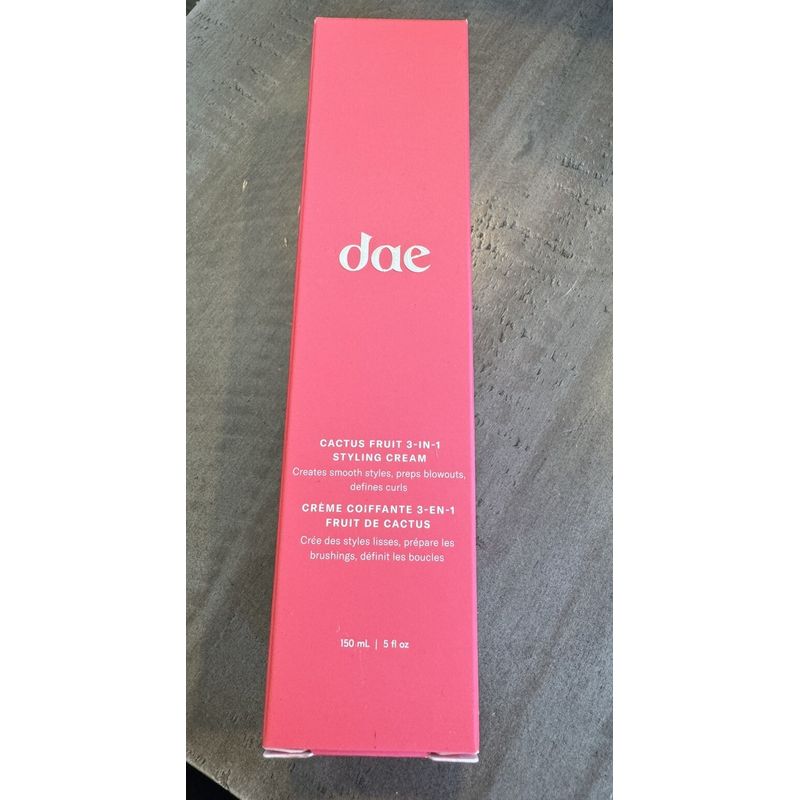 dae
CACTUS FRUIT 3-IN-1
STYLING CREAM
Creates smooth styles, preps blowouts,
defines curls
CRÈME COIFFANTE 3-EN-1
FRUIT DE CACTUS
Crée des styles lisses, prépare les
brushings, définit les boucles
150 mL | 5 fl oz